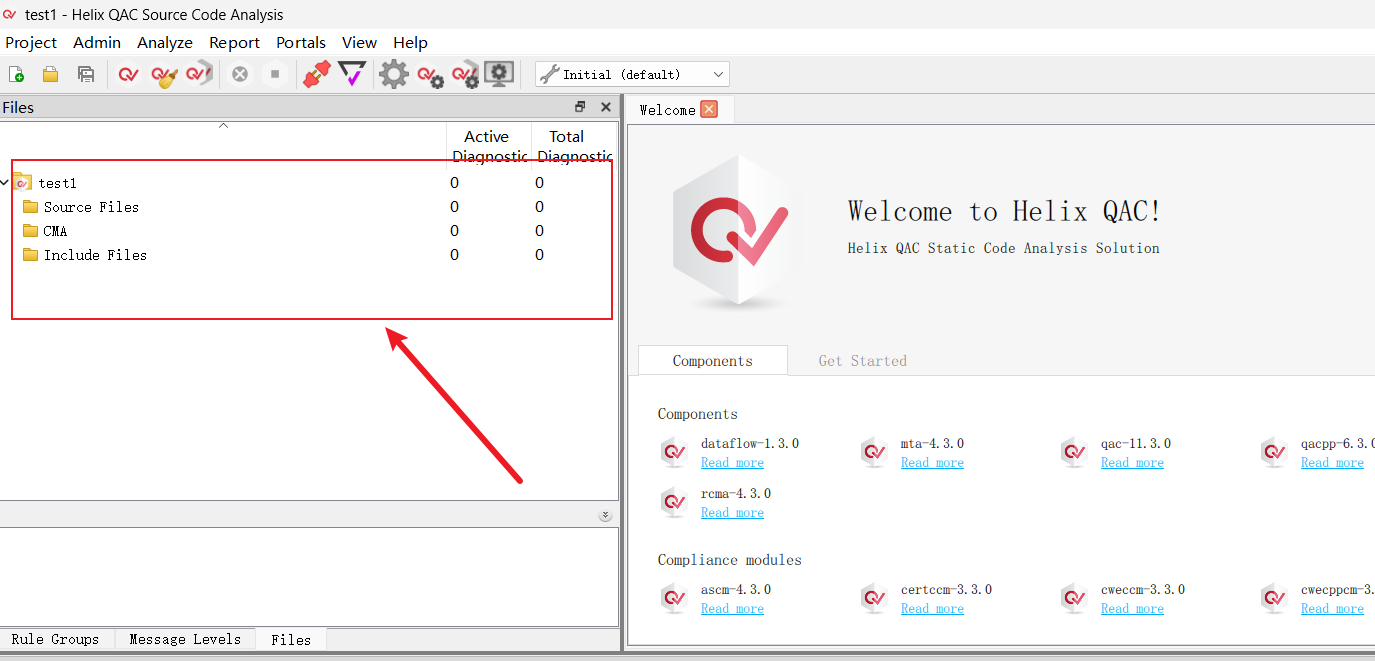 test1 - Helix QAC Source Code Analysis
Project Admin Analyze Report Portals View Help
Initial (default)
Files
Active Diagnostic Total Diagnostic
test1 0 0
Source Files 0 0
CMA 0 0
Include Files 0 0
Rule Groups Message Levels Files
Welcome
Welcome to Helix QAC!
Helix QAC Static Code Analysis Solution
Components Get Started
Components
dataflow-1.3.0 mta-4.3.0 qac-11.3.0 qacpp-6.3.0
Read more Read more Read more Read more
rcma-4.3.0
Read more
Compliance modules
ascm-4.3.0 certccm-3.3.0 cweccm-3.3.0 cwecppcm-3.
Read more Read more Read more Read more